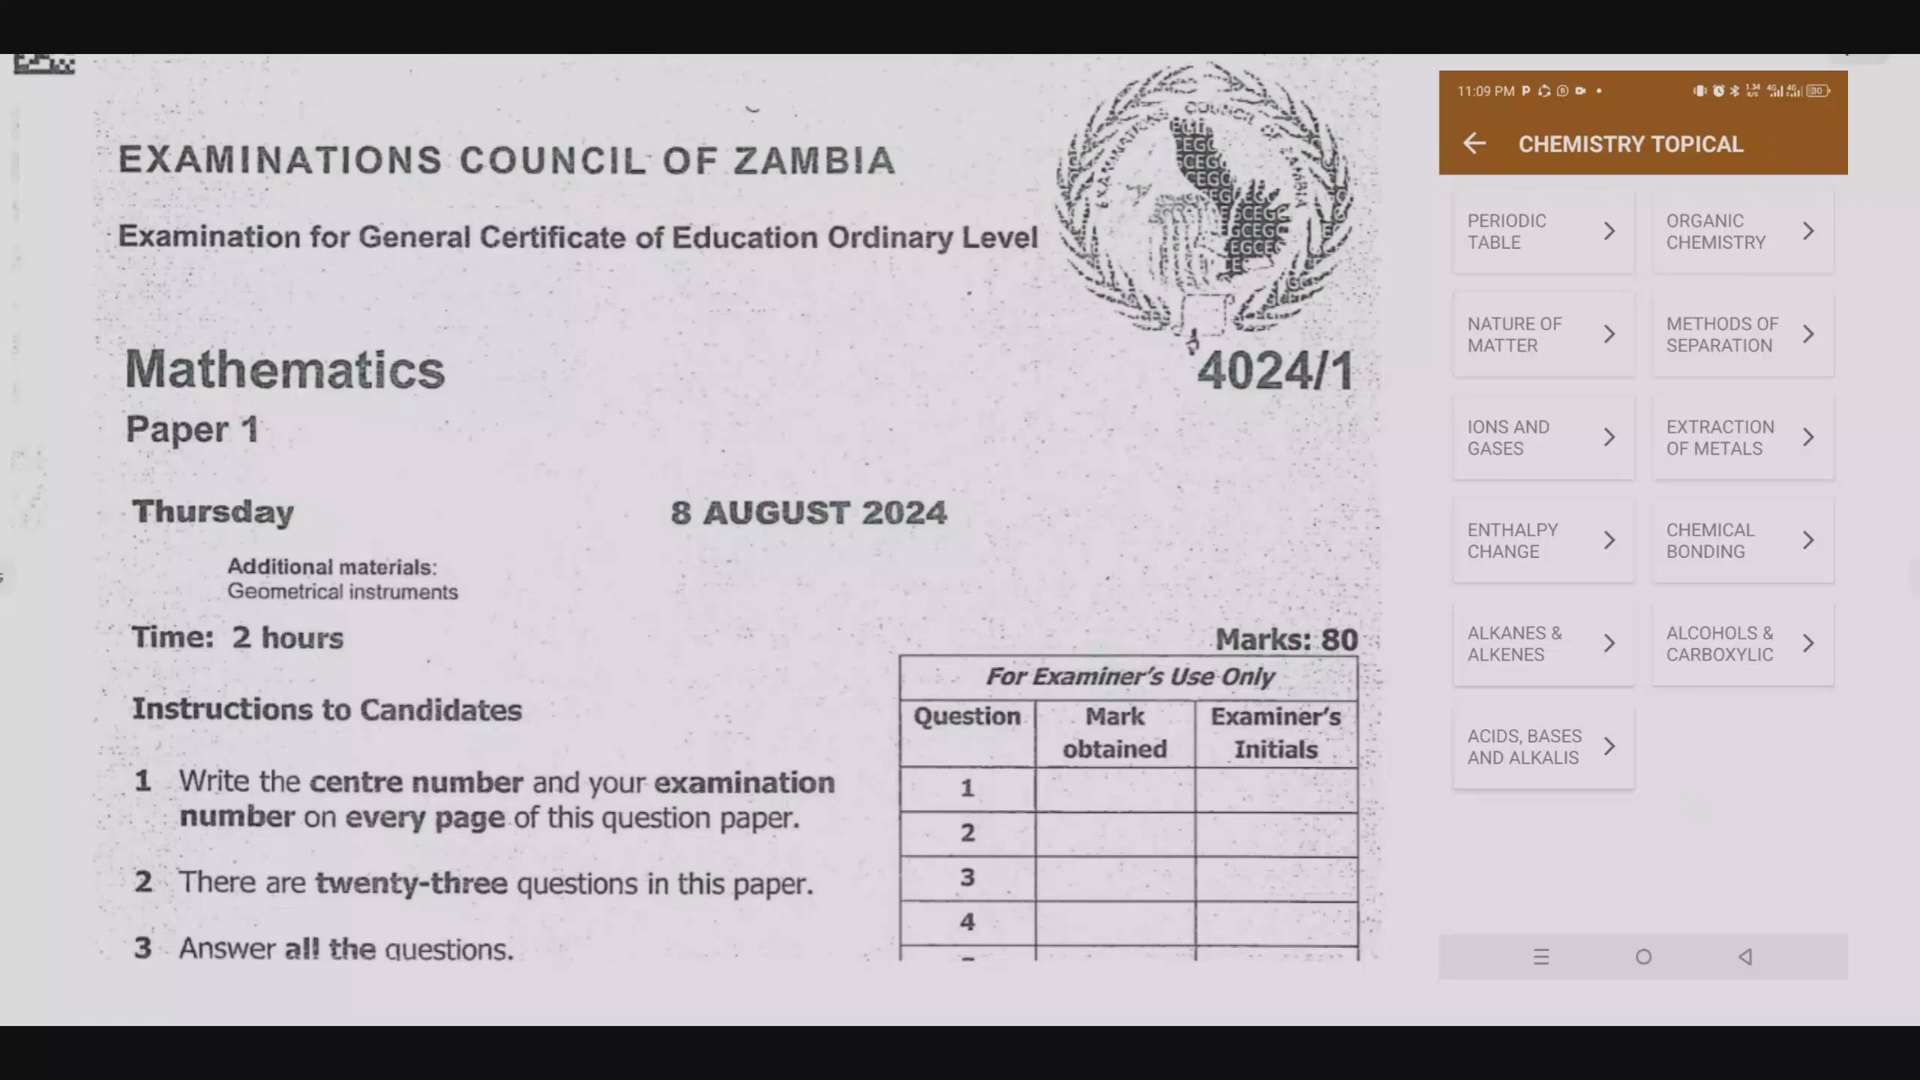 EXAMINATIONS COUNCIL OF ZAMBIA
Examination for General Certificate of Education Ordinary Level
EXAMINATIONS COUNCIL OF ZAMBIA
Mathematics
4024/1
Paper 1
Thursday
8 AUGUST 2024
Additional materials:
Geometrical instruments
Time: 2 hours
Marks: 80
Instructions to Candidates
1 Write the centre number and your examination
number on every page of this question paper.
2 There are twenty-three questions in this paper.
3 Answer all the questions.
For Examiner's Use Only
Question
Mark
obtained
Examiner's
Initials
1
2
3
4
11:09 PM
CHEMISTRY TOPICAL
PERIODIC
TABLE
ORGANIC
CHEMISTRY
NATURE OF
MATTER
METHODS OF
SEPARATION
IONS AND
GASES
EXTRACTION
OF METALS
ENTHALPY
CHANGE
CHEMICAL
BONDING
ALKANES &
ALKENES
ALCOHOLS &
CARBOXYLIC
ACIDS, BASES
AND ALKALIS